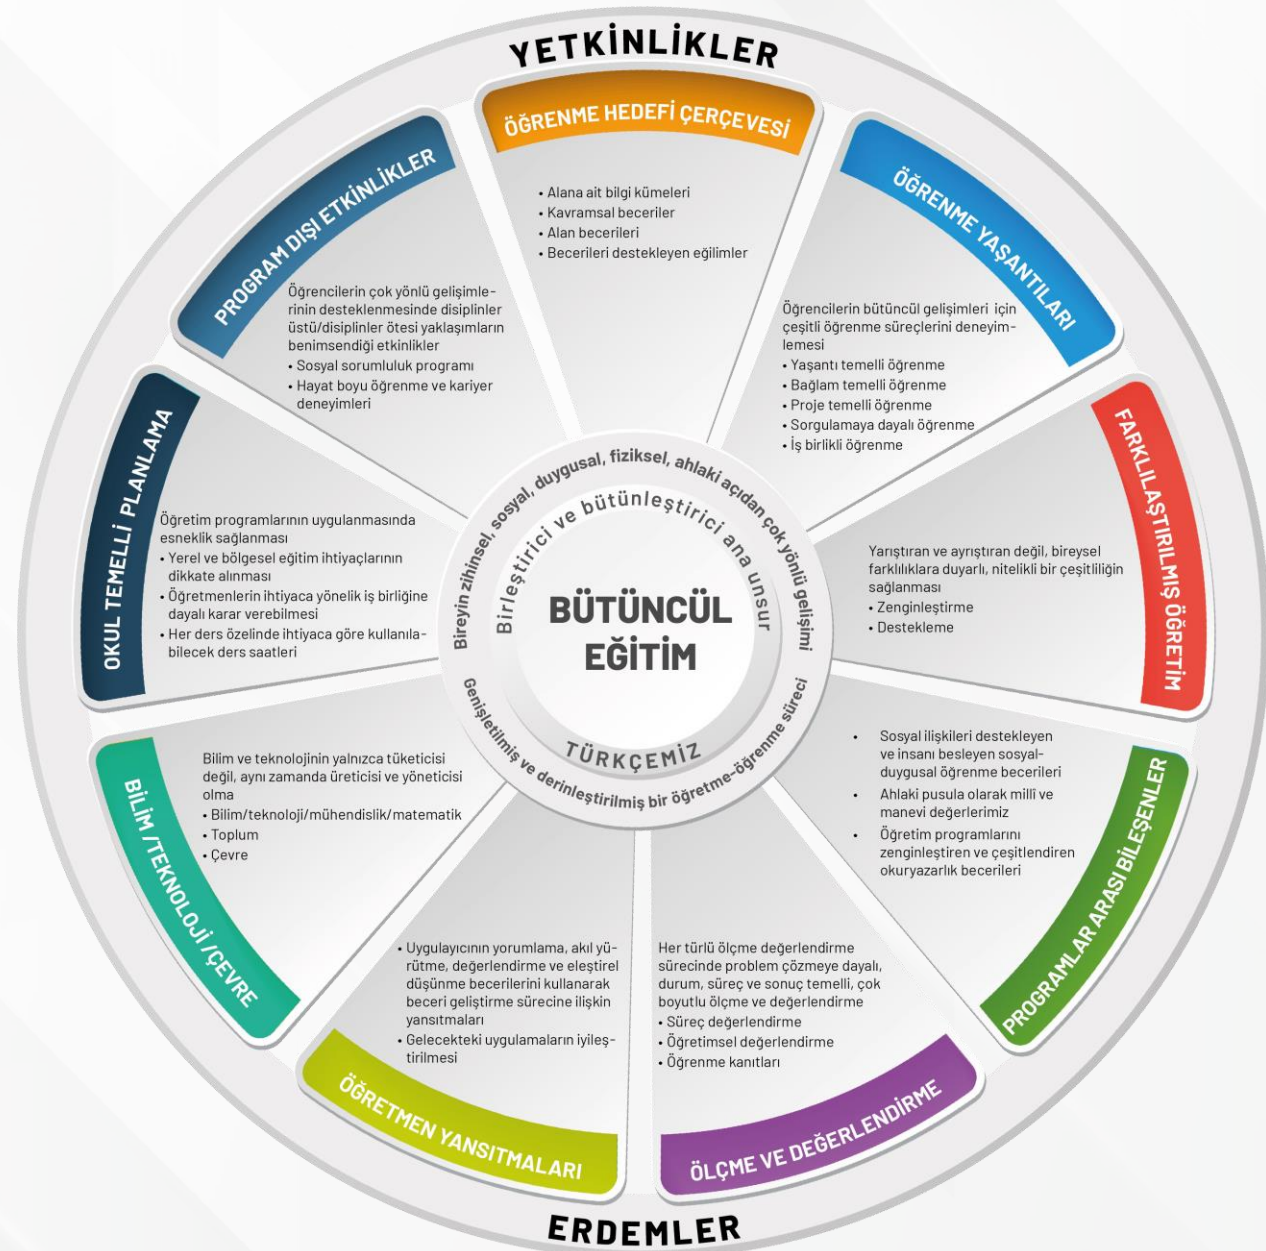 YETKİNLİKLER
ÖĞRENME HEDEFİ ÇERÇEVESİ
• Alana ait bilgi kümeleri
• Kavramsal beceriler
• Alan becerileri
• Becerileri destekleyen eğilimler
ÖĞRENME YAŞANTILARI
Öğrencilerin bütüncül gelişimleri için
çeşitli öğrenme süreçlerini deneyim-
lemesi
• Yaşantı temelli öğrenme
• Bağlam temelli öğrenme
• Proje temelli öğrenme
• Sorgulamaya dayalı öğrenme
• İş birlikli öğrenme
FARKLILAŞTIRILMIŞ ÖĞRETİM
Yarıştıran ve ayrıştıran değil, bireysel
farklılıklara duyarlı, nitelikli bir çeşitliliğin
sağlanması
• Zenginleştirme
• Destekleme
PROGRAMLAR ARASI BİLEŞENLER
• Sosyal ilişkileri destekleyen
ve insanı besleyen sosyal-
duygusal öğrenme becerileri
• Ahlaki pusula olarak millî ve
manevi değerlerimiz
• Öğretim programlarını
zenginleştiren ve çeşitlendiren
okuryazarlık becerileri
ÖLÇME VE DEĞERLENDİRME
Her türlü ölçme değerlendirme
sürecinde problem çözmeye dayalı,
durum, süreç ve sonuç temelli, çok
boyutlu ölçme ve değerlendirme
• Süreç değerlendirme
• Öğretimsel değerlendirme
• Öğrenme kanıtları
ÖĞRETMEN YANSITMALARI
• Uygulayıcının yorumlama, akıl yü-
rütme, değerlendirme ve eleştirel
düşünme becerilerini kullanarak
beceri geliştirme sürecine ilişkin
yansıtmaları
• Gelecekteki uygulamaların iyileş-
tirilmesi
BİLİM /TEKNOLOJİ /ÇEVRE
Bilim ve teknolojinin yalnızca tüketicisi
değil, aynı zamanda üreticisi ve yöneticisi
olma
• Bilim/teknoloji/mühendislik/matematik
• Toplum
• Çevre
OKUL TEMELLİ PLANLAMA
Öğretim programlarının uygulanmasında
esneklik sağlanması
• Yerel ve bölgesel eğitim ihtiyaçlarının
dikkate alınması
• Öğretmenlerin ihtiyaca yönelik iş birliğine
dayalı karar verebilmesi
• Her ders özelinde ihtiyaca göre kullanıla-
bilecek ders saatleri
PROGRAM DIŞI ETKİNLİKLER
Öğrencilerin çok yönlü gelişimle-
rinin desteklenmesinde disiplinler
üstü/disiplinler ötesi yaklaşımların
benimsendiği etkinlikler
• Sosyal sorumluluk programı
• Hayat boyu öğrenme ve kariyer
deneyimleri
Bireyin zihinsel, sosyal, duygusal, fiziksel, ahlaki açıdan çok yönlü gelişimi
Birleştirici ve bütünleştirici ana unsur
BÜTÜNCÜL
EĞİTİM
TÜRKÇEMİZ
Genişletilmiş ve derinleştirilmiş bir öğretme-öğrenme süreci
ERDEMLER